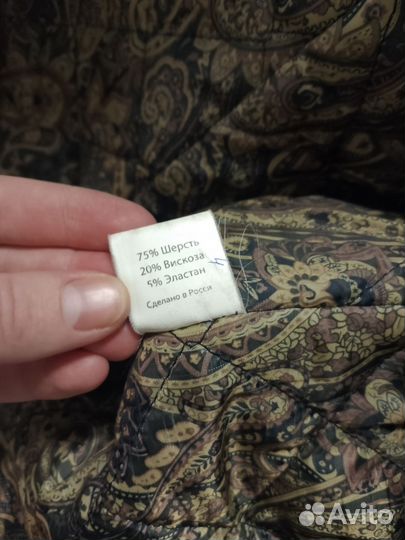 75% Шерсть
20% Вискоза
5% Эластан
Сделано в Росси
Avito